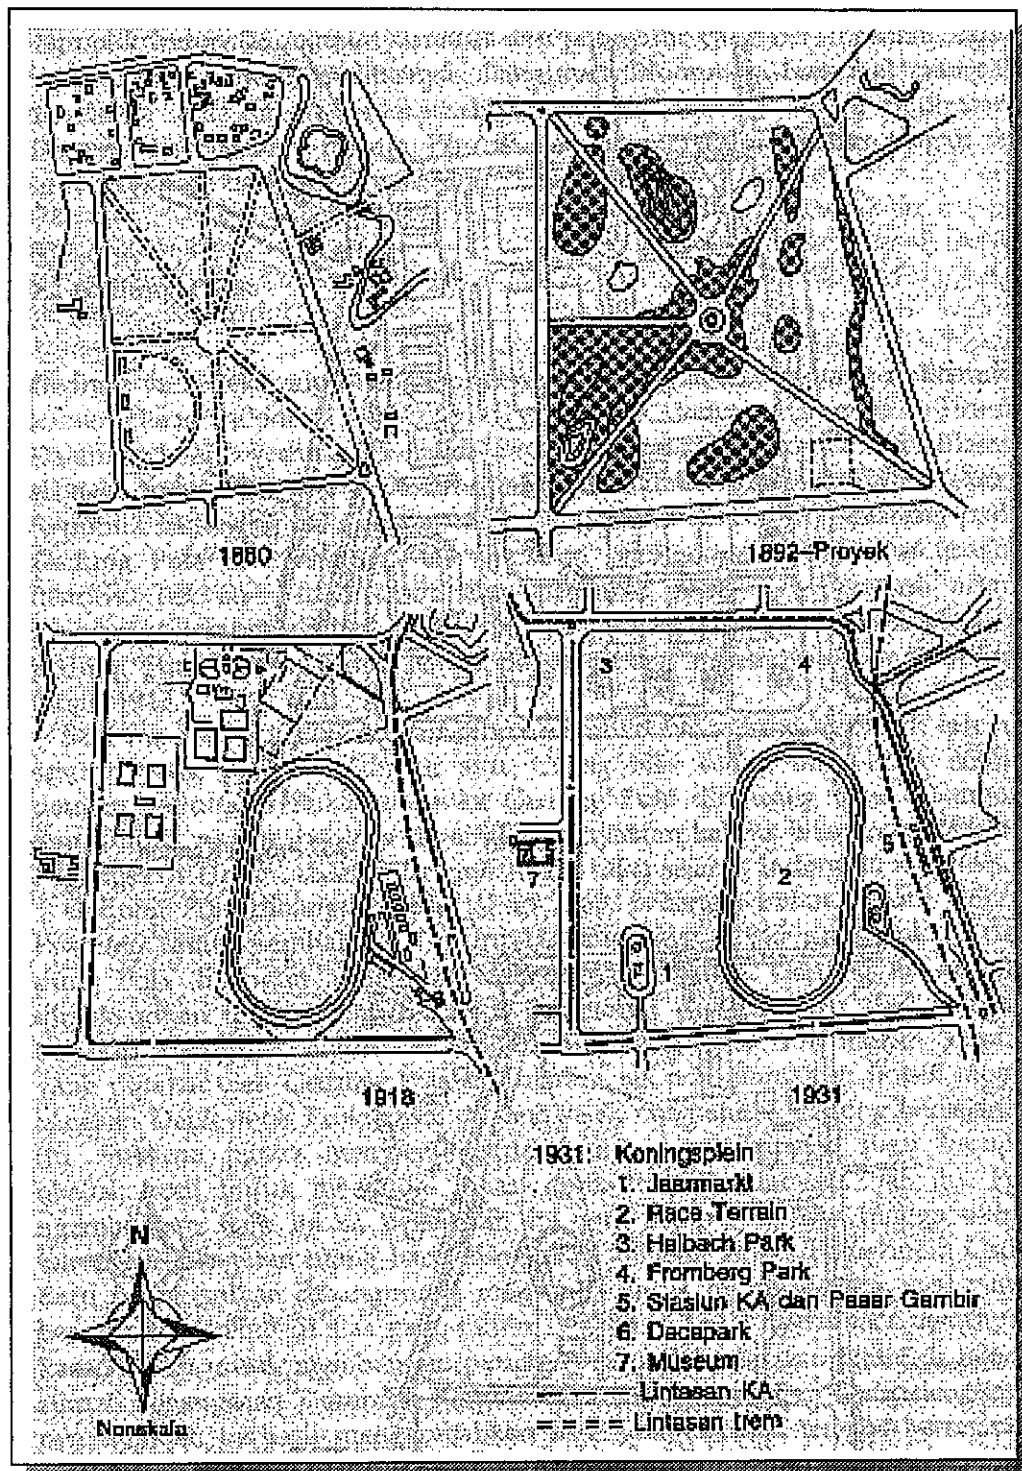 1880
1892–Proyek
3
4
5
7
2
1
1918
1931
1931: Koningsplein
1. Jaarmarkt
2. Race Terrain
3. Helbach Park
4. Fromberg Park
5. Stasiun KA dan Pasar Gambir
6. Decapark
7. Museum
Lintasan KA
Lintasan trem
N
Nonskala